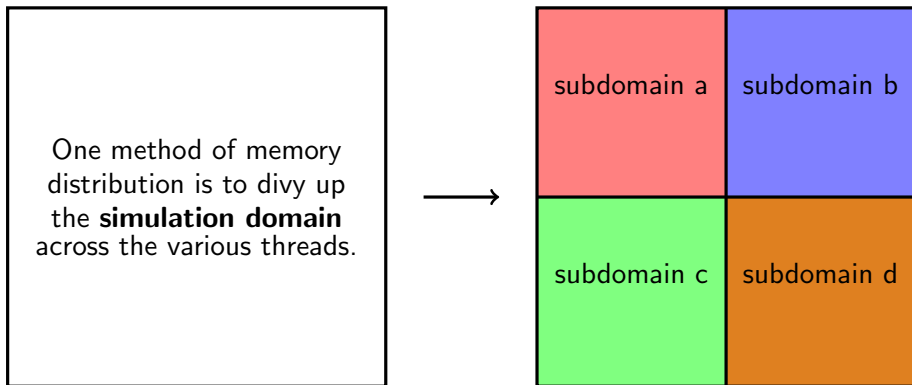 One method of memory
distribution is to divy up
the simulation domain
across the various threads.
subdomain a
subdomain b
subdomain c
subdomain d